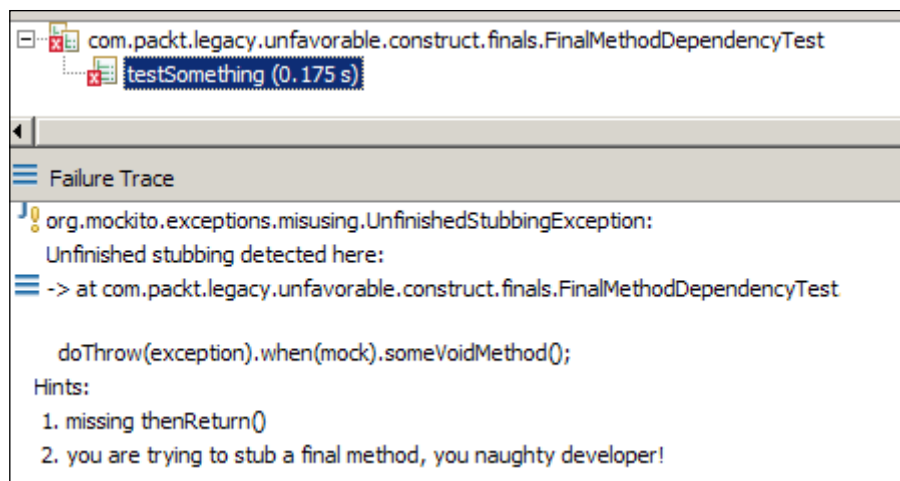 com.packt.legacy.unfavorable.construct.finals.FinalMethodDependencyTest
testSomething (0.175 s)
Failure Trace
org.mockito.exceptions.misusing.UnfinishedStubbingException:
Unfinished stubbing detected here:
-> at com.packt.legacy.unfavorable.construct.finals.FinalMethodDependencyTest
doThrow(exception).when(mock).someVoidMethod();
Hints:
1. missing thenReturn()
2. you are trying to stub a final method, you naughty developer!